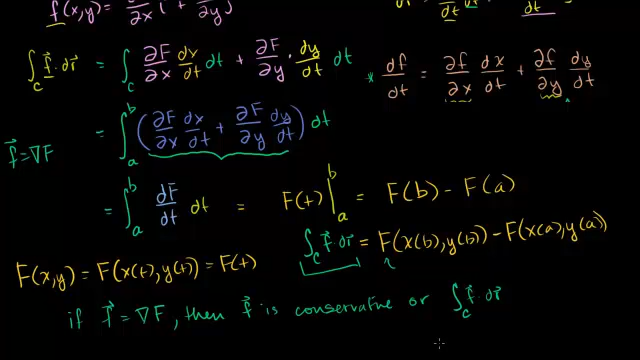 f(x,y) = ∂F/∂x î + ∂F/∂y ĵ
∫_C f⃗·dr⃗ = ∫_C ∂F/∂x dx/dt dt + ∂F/∂y · dy/dt dt
* df/dt = ∂f/∂x dx/dt + ∂f/∂y dy/dt
f⃗ = ∇F
= ∫_a^b (∂F/∂x dx/dt + ∂F/∂y dy/dt) dt
= ∫_a^b dF/dt dt = F(t) |_a^b = F(b) - F(a)
∫_C f⃗·dr⃗ = F(x(b), y(b)) - F(x(a), y(a))
F(x,y) = F(x(t), y(t)) = F(t)
if f⃗ = ∇F, then f⃗ is conservative or ∫_C f⃗·dr⃗